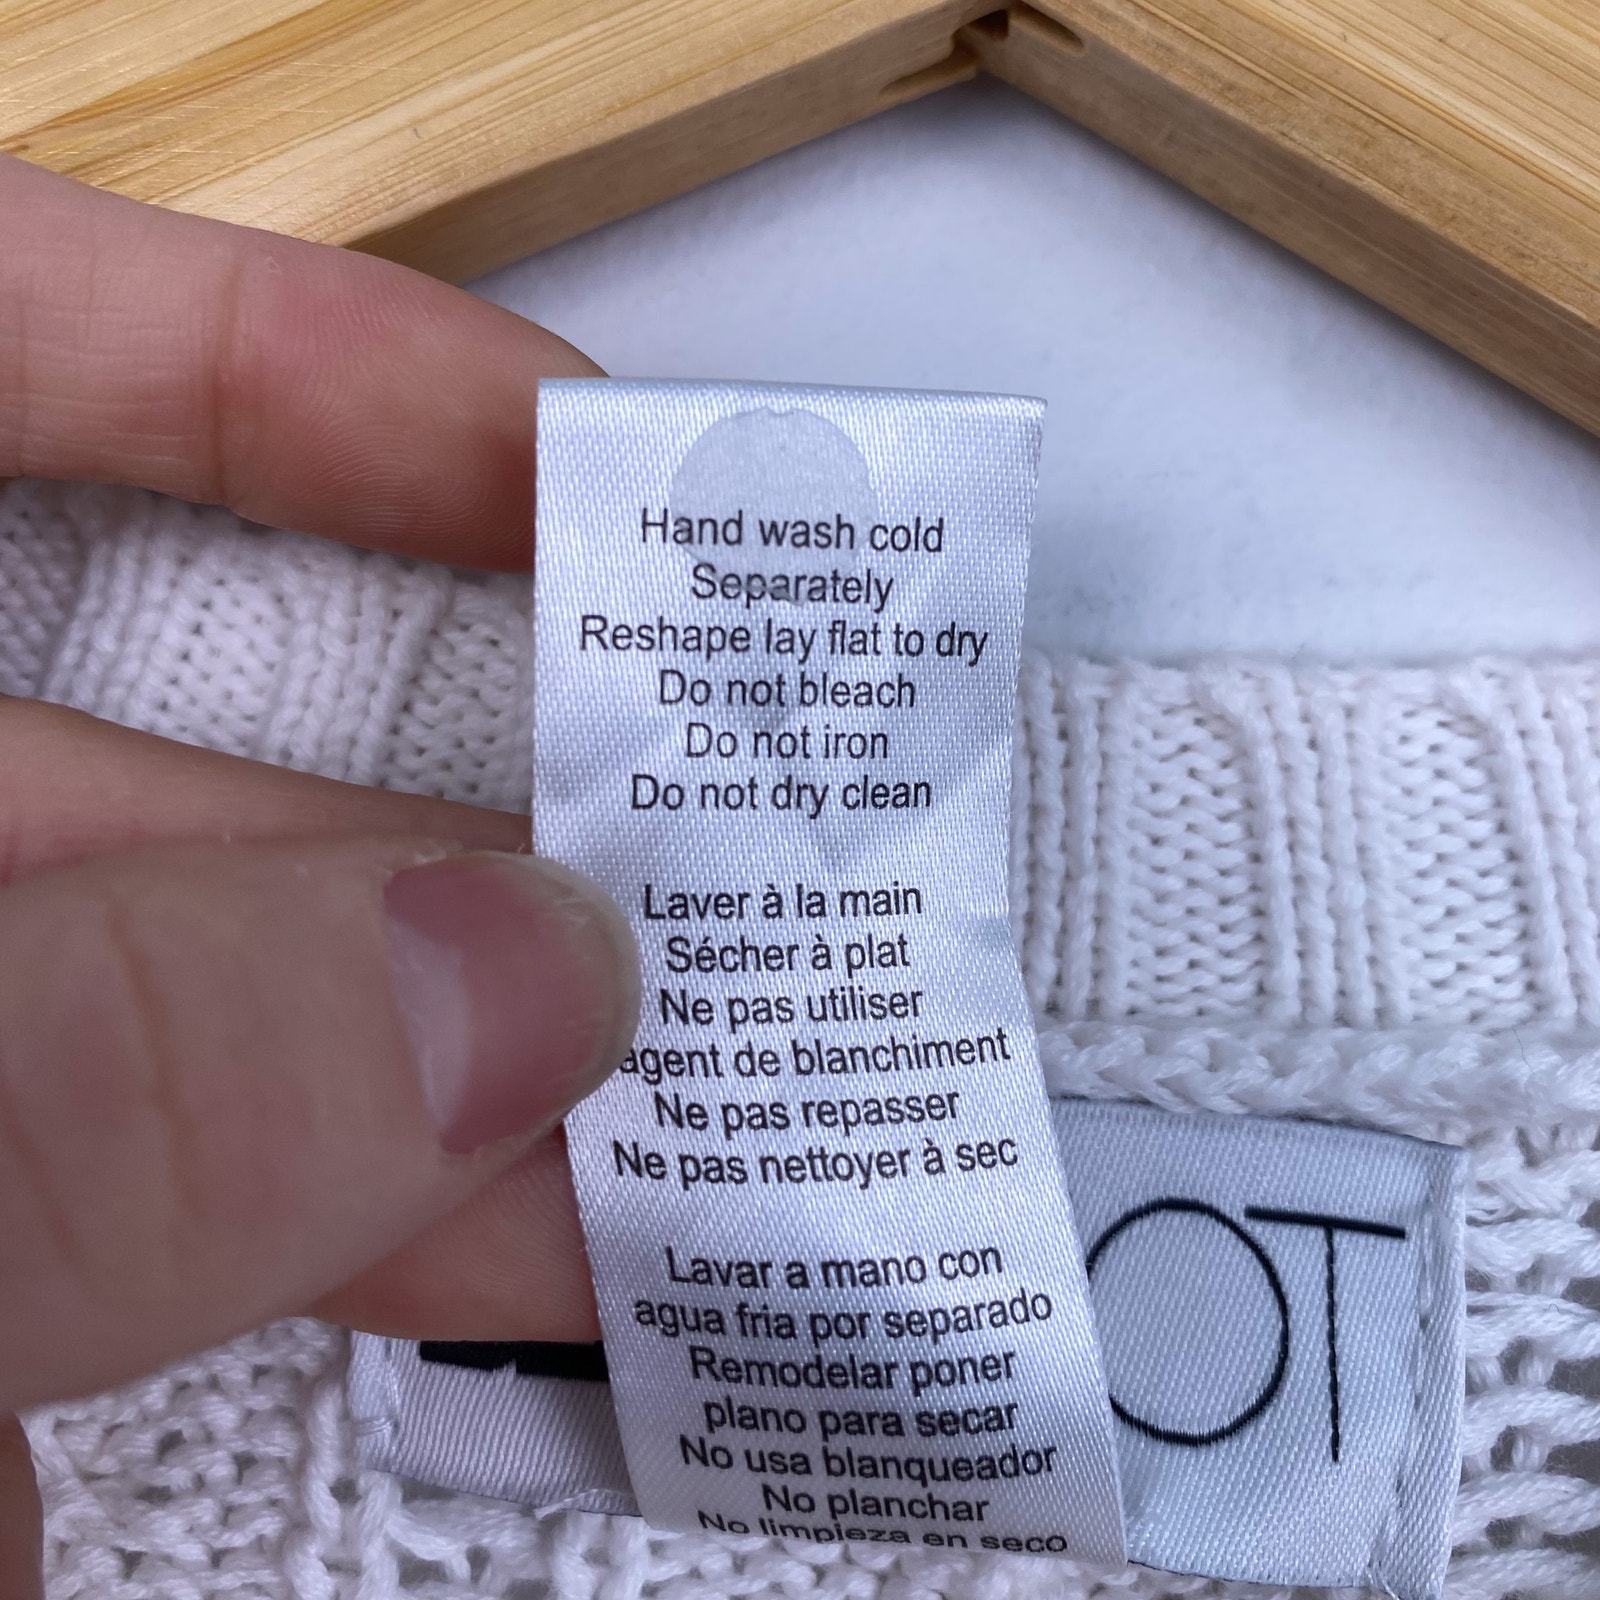 Hand wash cold
Separately
Reshape lay flat to dry
Do not bleach
Do not iron
Do not dry clean
Laver à la main
Sécher à plat
Ne pas utiliser
agent de blanchiment
Ne pas repasser
Ne pas nettoyer à sec
Lavar a mano con
agua fria por separado
Remodelar poner
plano para secar
No usa blanqueador
No planchar
No limpieza en seco
OT